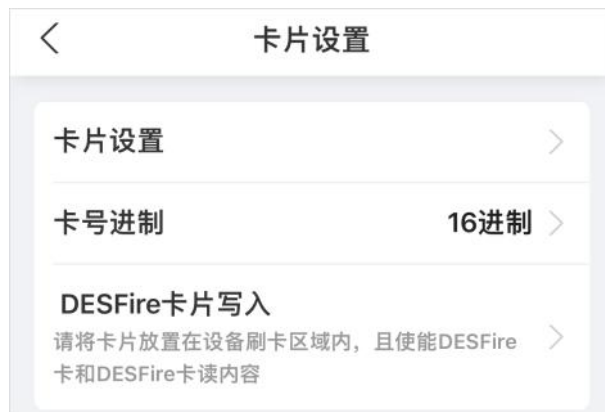 卡片设置
卡片设置
卡号进制 16进制
DESFire卡片写入
请将卡片放置在设备刷卡区域内，且使能DESFire
卡和DESFire卡读内容